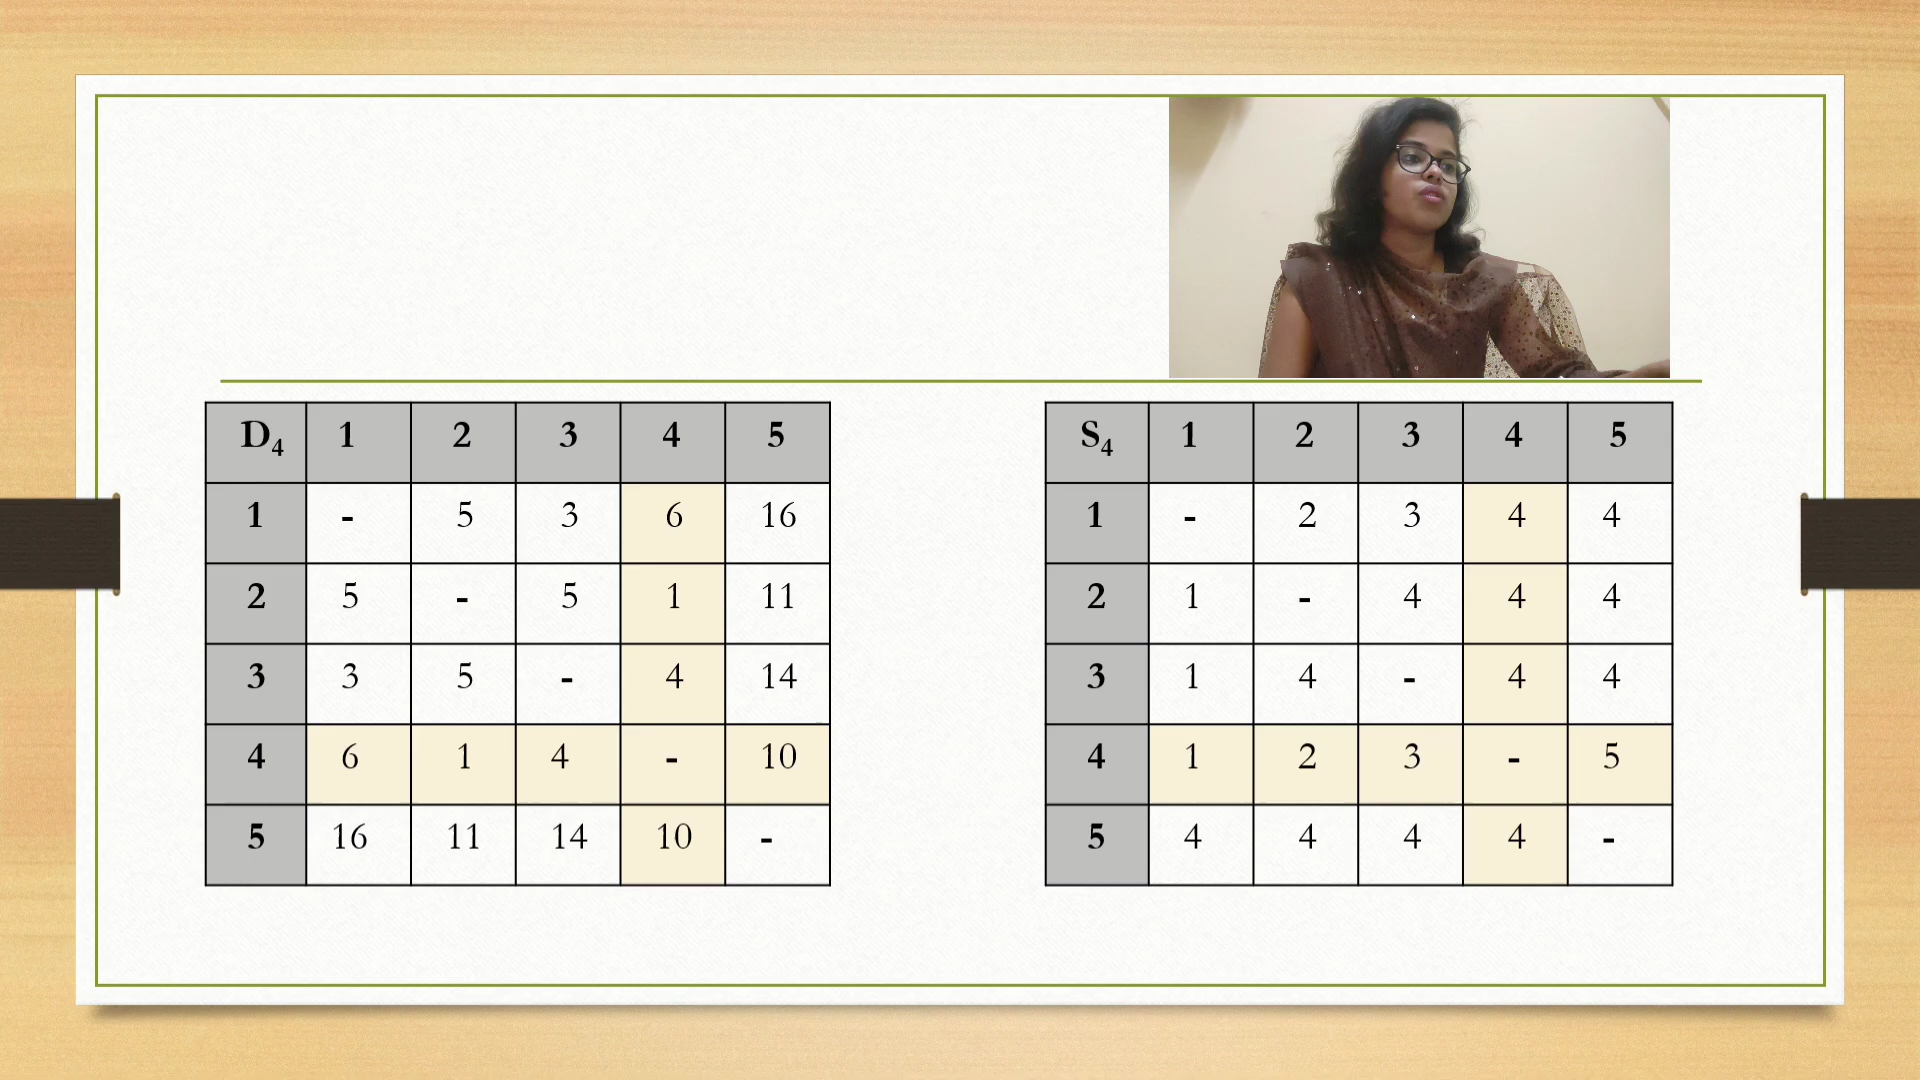 D4 1 2 3 4 5
1 - 5 3 6 16
2 5 - 5 1 11
3 3 5 - 4 14
4 6 1 4 - 10
5 16 11 14 10 -
S4 1 2 3 4 5
1 - 2 3 4 4
2 1 - 4 4 4
3 1 4 - 4 4
4 1 2 3 - 5
5 4 4 4 4 -